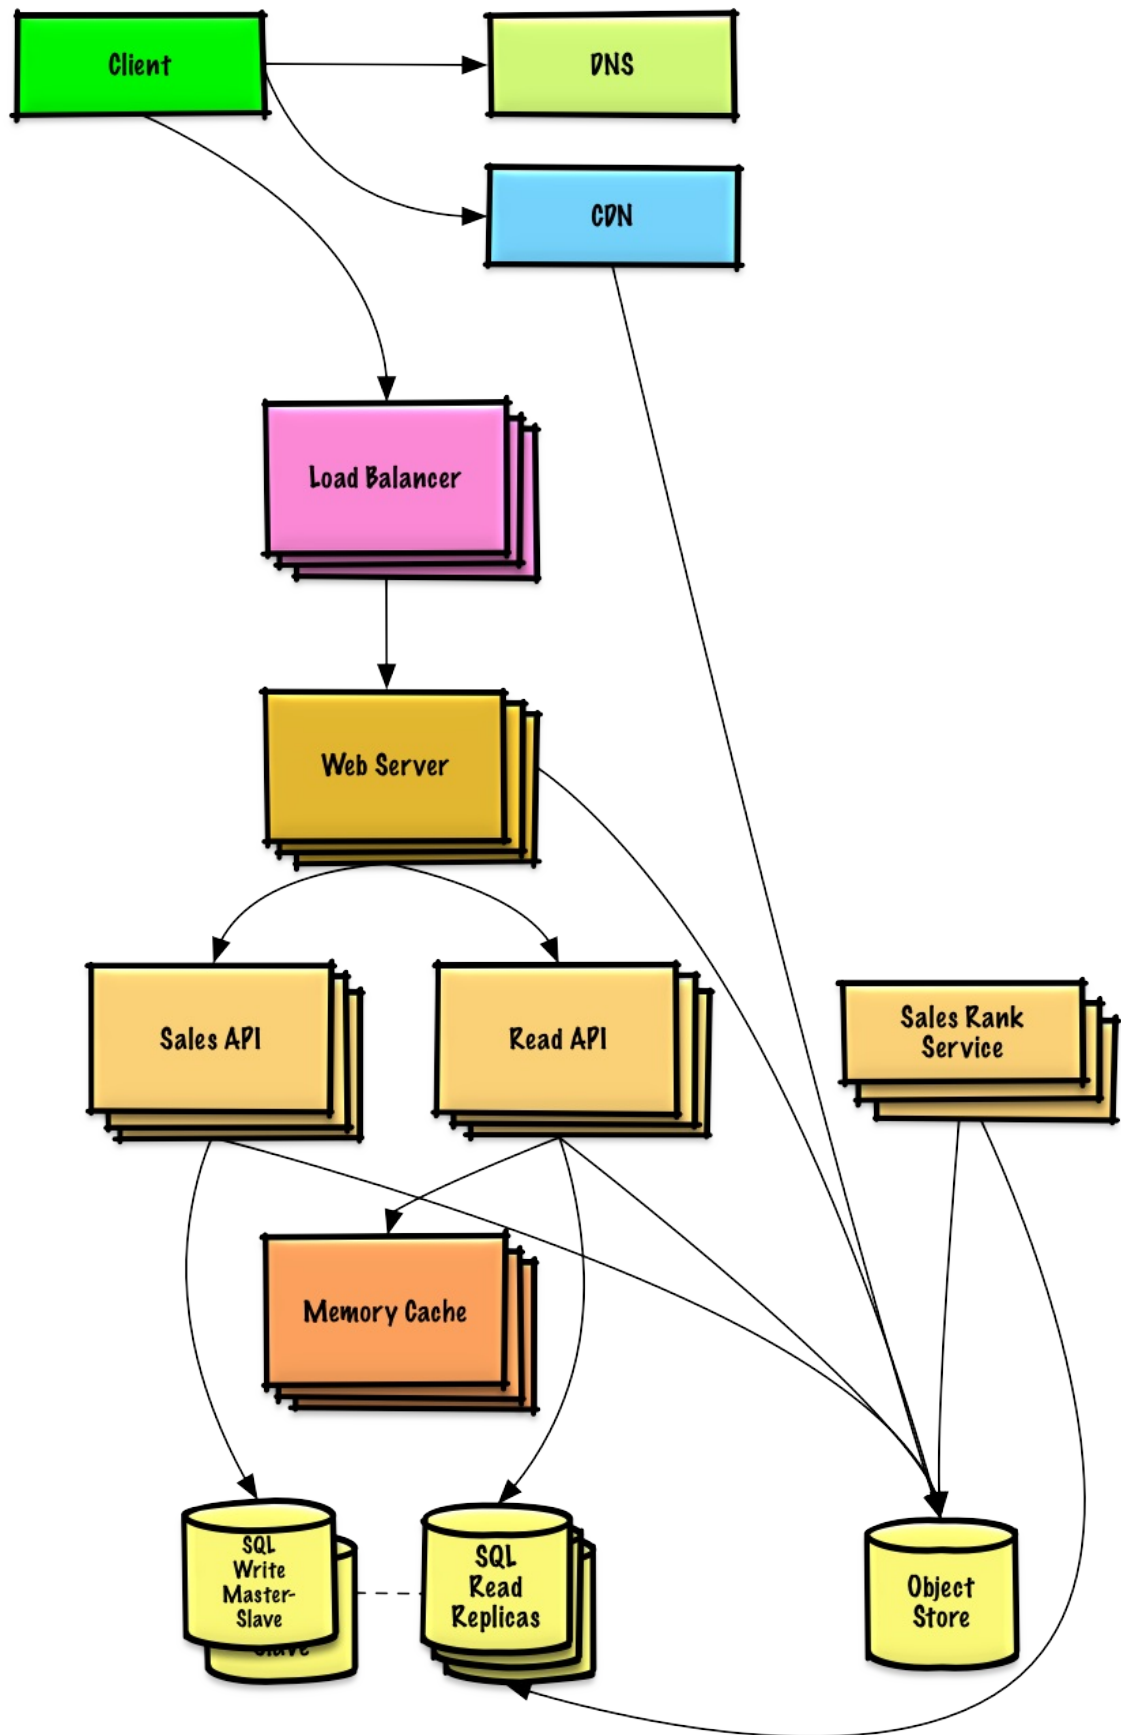 Client
DNS
CDN
Load Balancer
Web Server
Sales API
Read API
Sales Rank
Service
Memory Cache
SQL
Write
Master-
Slave
Slave
SQL
Read
Replicas
Object
Store